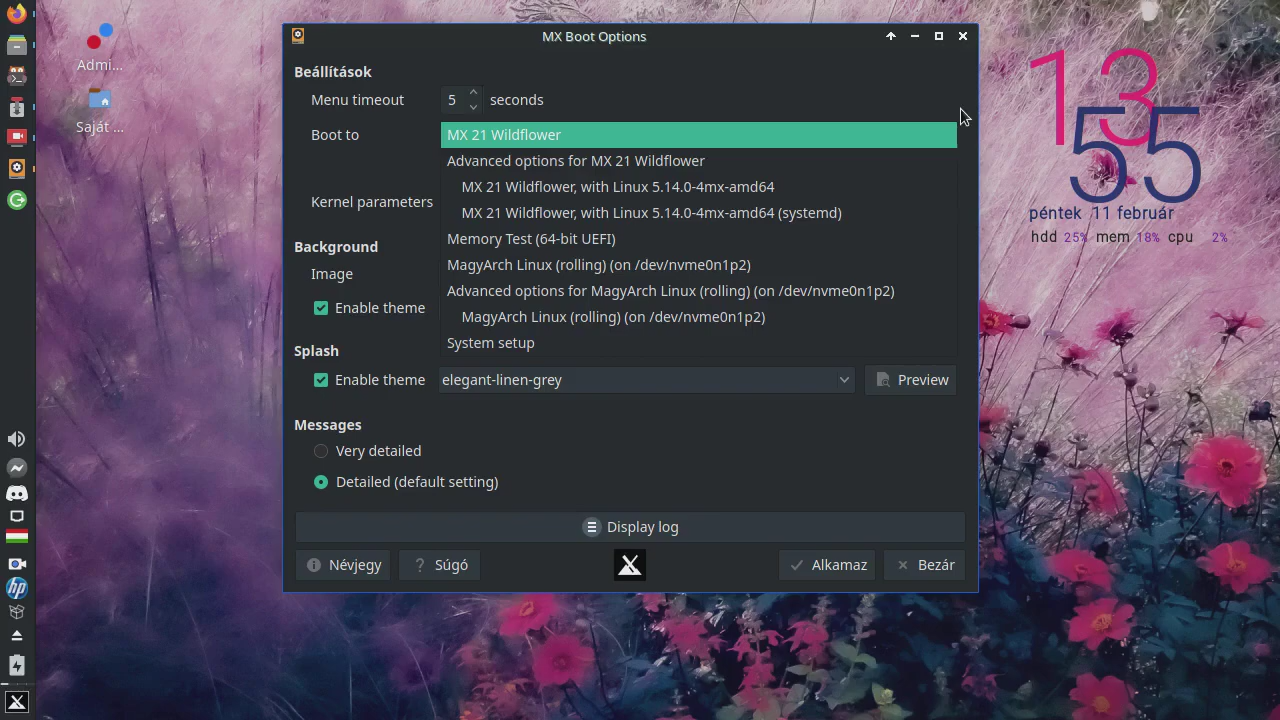 MX Boot Options
Admi...
Saját ...
Beállítások
Menu timeout 5 seconds
Boot to MX 21 Wildflower
Advanced options for MX 21 Wildflower
MX 21 Wildflower, with Linux 5.14.0-4mx-amd64
Kernel parameters
MX 21 Wildflower, with Linux 5.14.0-4mx-amd64 (systemd)
Memory Test (64-bit UEFI)
Background
MagyArch Linux (rolling) (on /dev/nvme0n1p2)
Image
Advanced options for MagyArch Linux (rolling) (on /dev/nvme0n1p2)
Enable theme
MagyArch Linux (rolling) (on /dev/nvme0n1p2)
System setup
Splash
Enable theme elegant-linen-grey Preview
Messages
Very detailed
Detailed (default setting)
Display log
Névjegy ? Súgó Alkamaz Bezár
13
55
péntek 11 február
hdd 25% mem 18% cpu 2%
hp